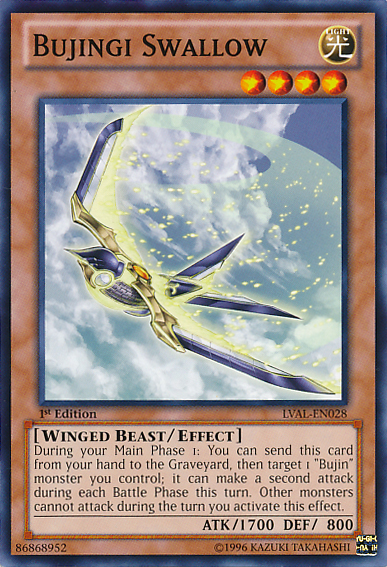 BUJINGI SWALLOW
LIGHT
光
1st Edition
LVAL-EN028
[WINGED BEAST/EFFECT]
During your Main Phase 1: You can send this card
from your hand to the Graveyard, then target 1 "Bujin"
monster you control; it can make a second attack
during each Battle Phase this turn. Other monsters
cannot attack during the turn you activate this effect.
ATK/1700 DEF/ 800
86868952
©1996 KAZUKI TAKAHASHI